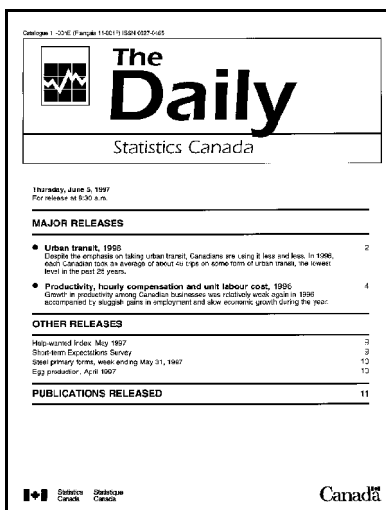 Catalogue 11-001E (Français 11-001F) ISSN 0827-0465
The
Daily
Statistics Canada
Thursday, June 5, 1997
For release at 8:30 a.m.
MAJOR RELEASES
● Urban transit, 1996 2
Despite the emphasis on taking urban transit, Canadians are using it less and less. In 1996,
each Canadian took an average of about 48 trips on some form of urban transit, the lowest
level in the past 25 years.
● Productivity, hourly compensation and unit labour cost, 1996 4
Growth in productivity among Canadian businesses was relatively weak again in 1996
accompanied by sluggish gains in employment and slow economic growth during the year.
OTHER RELEASES
Help-wanted Index, May 1997 9
Short-term Expectations Survey 9
Steel primary forms, week ending May 31, 1997 10
Egg production, April 1997 10
PUBLICATIONS RELEASED 11
Statistics Statistique
Canada Canada
Canada